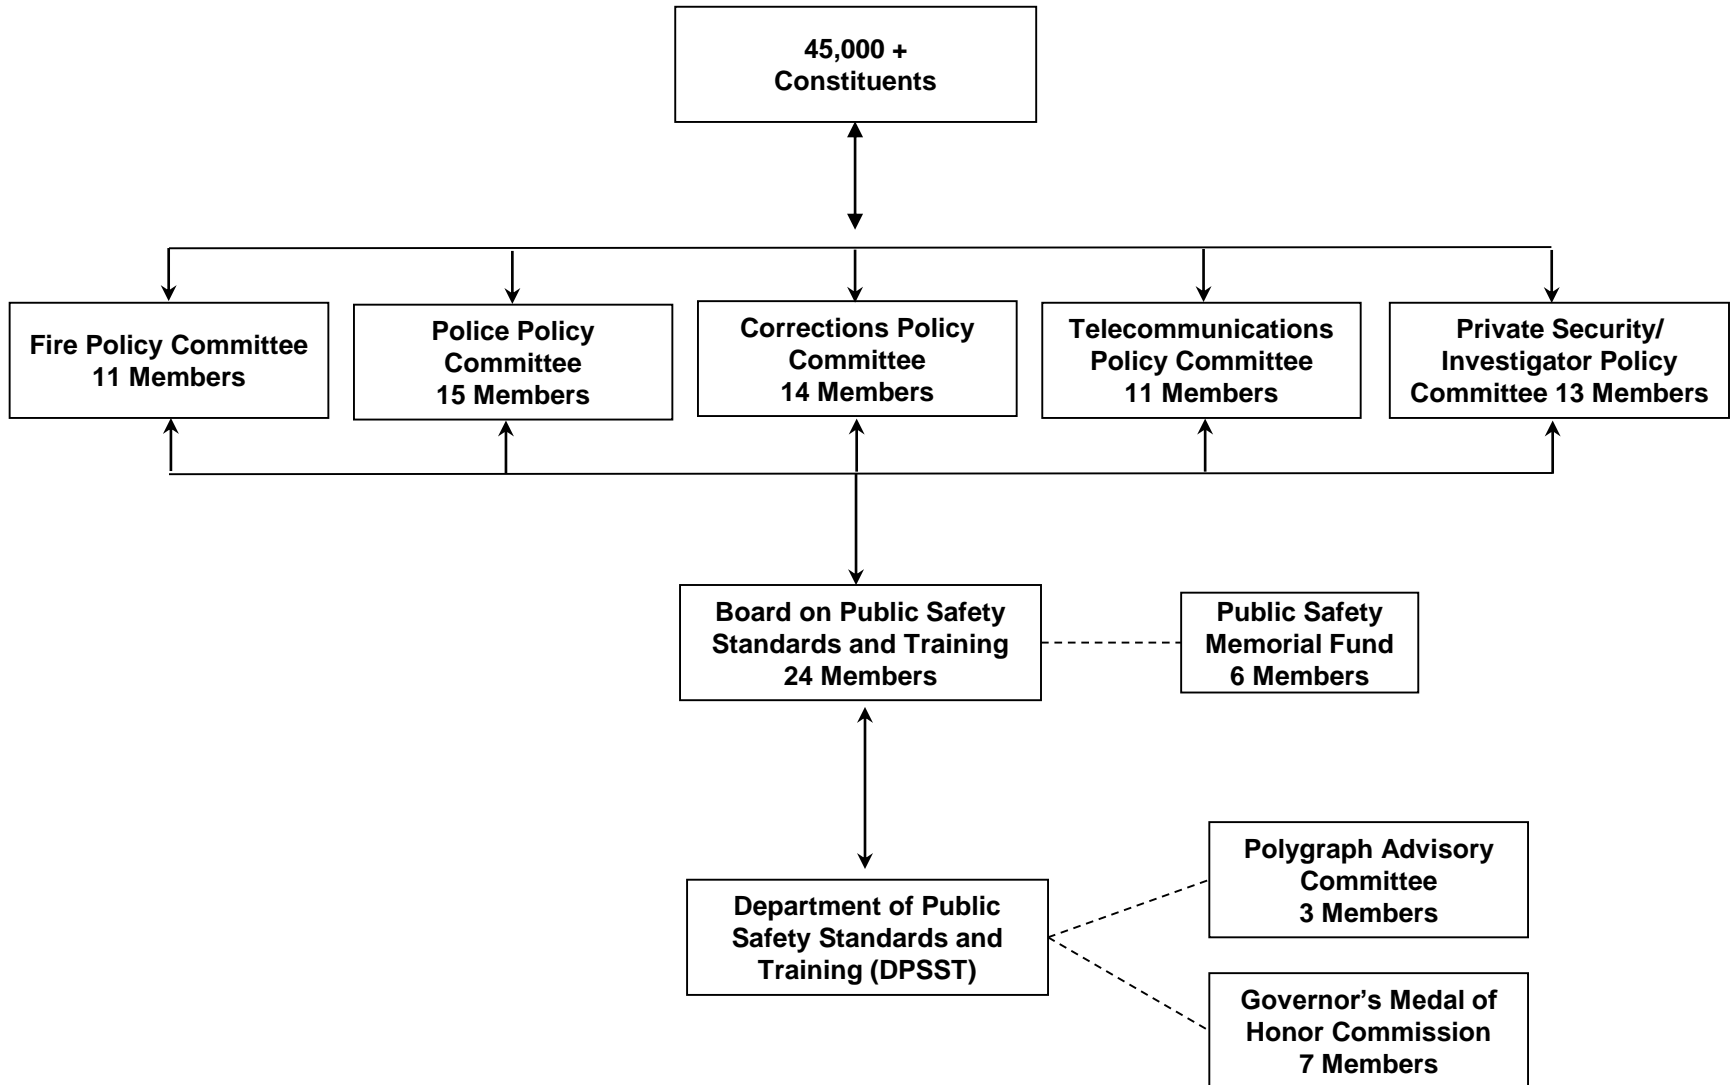 45,000 +
Constituents
Fire Policy Committee
11 Members
Police Policy
Committee
15 Members
Corrections Policy
Committee
14 Members
Telecommunications
Policy Committee
11 Members
Private Security/
Investigator Policy
Committee 13 Members
Board on Public Safety
Standards and Training
24 Members
Public Safety
Memorial Fund
6 Members
Polygraph Advisory
Committee
3 Members
Department of Public
Safety Standards and
Training (DPSST)
Governor’s Medal of
Honor Commission
7 Members